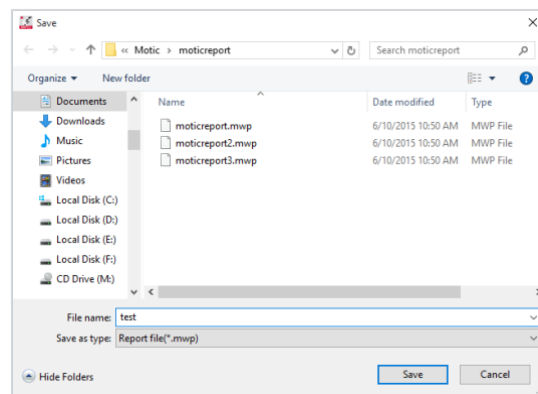 Save
« Motic › moticreport
Search moticreport
Organize
New folder
Name
Date modified
Type
Documents
Downloads
Music
Pictures
Videos
Local Disk (C:)
Local Disk (D:)
Local Disk (E:)
Local Disk (F:)
CD Drive (M:)
moticreport.mwp 6/10/2015 10:50 AM MWP File
moticreport2.mwp 6/10/2015 10:50 AM MWP File
moticreport3.mwp 6/10/2015 10:50 AM MWP File
File name: test
Save as type: Report file(*.mwp)
Hide Folders
Save
Cancel